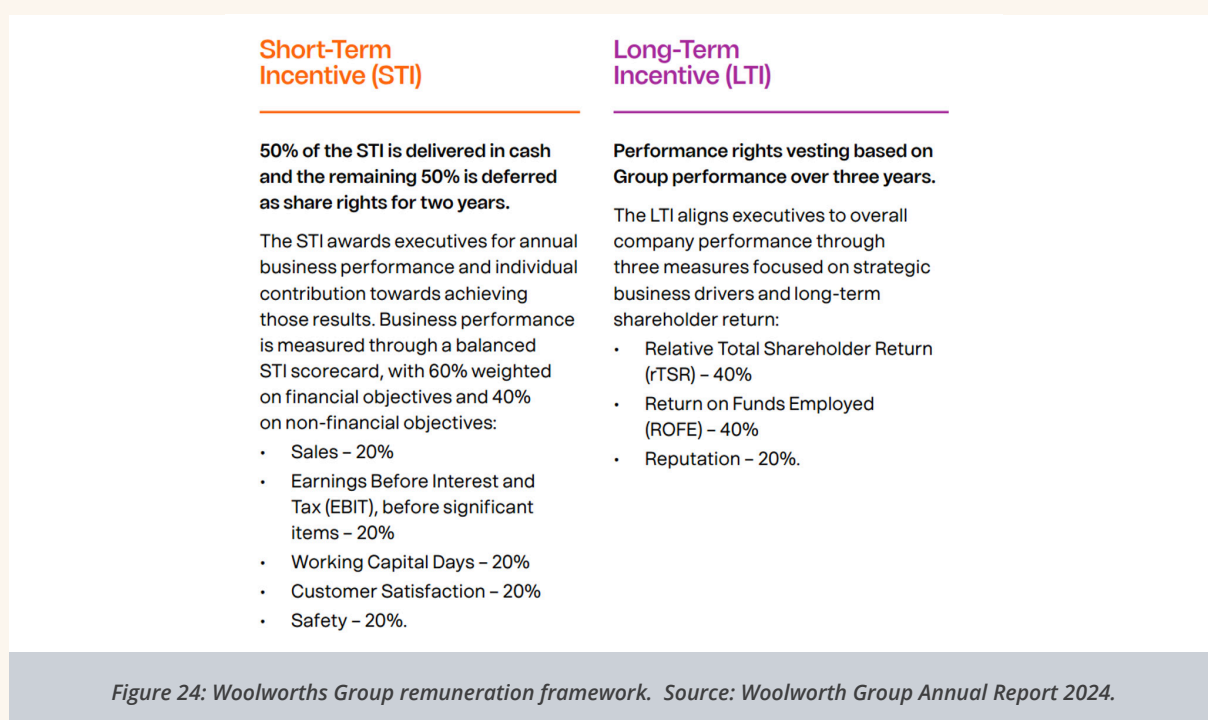 Short-Term
Incentive (STI)
50% of the STI is delivered in cash
and the remaining 50% is deferred
as share rights for two years.
The STI awards executives for annual
business performance and individual
contribution towards achieving
those results. Business performance
is measured through a balanced
STI scorecard, with 60% weighted
on financial objectives and 40%
on non-financial objectives:
• Sales – 20%
• Earnings Before Interest and
Tax (EBIT), before significant
items – 20%
• Working Capital Days – 20%
• Customer Satisfaction – 20%
• Safety – 20%.
Long-Term
Incentive (LTI)
Performance rights vesting based on
Group performance over three years.
The LTI aligns executives to overall
company performance through
three measures focused on strategic
business drivers and long-term
shareholder return:
• Relative Total Shareholder Return
(rTSR) – 40%
• Return on Funds Employed
(ROFE) – 40%
• Reputation – 20%.
Figure 24: Woolworths Group remuneration framework. Source: Woolworth Group Annual Report 2024.